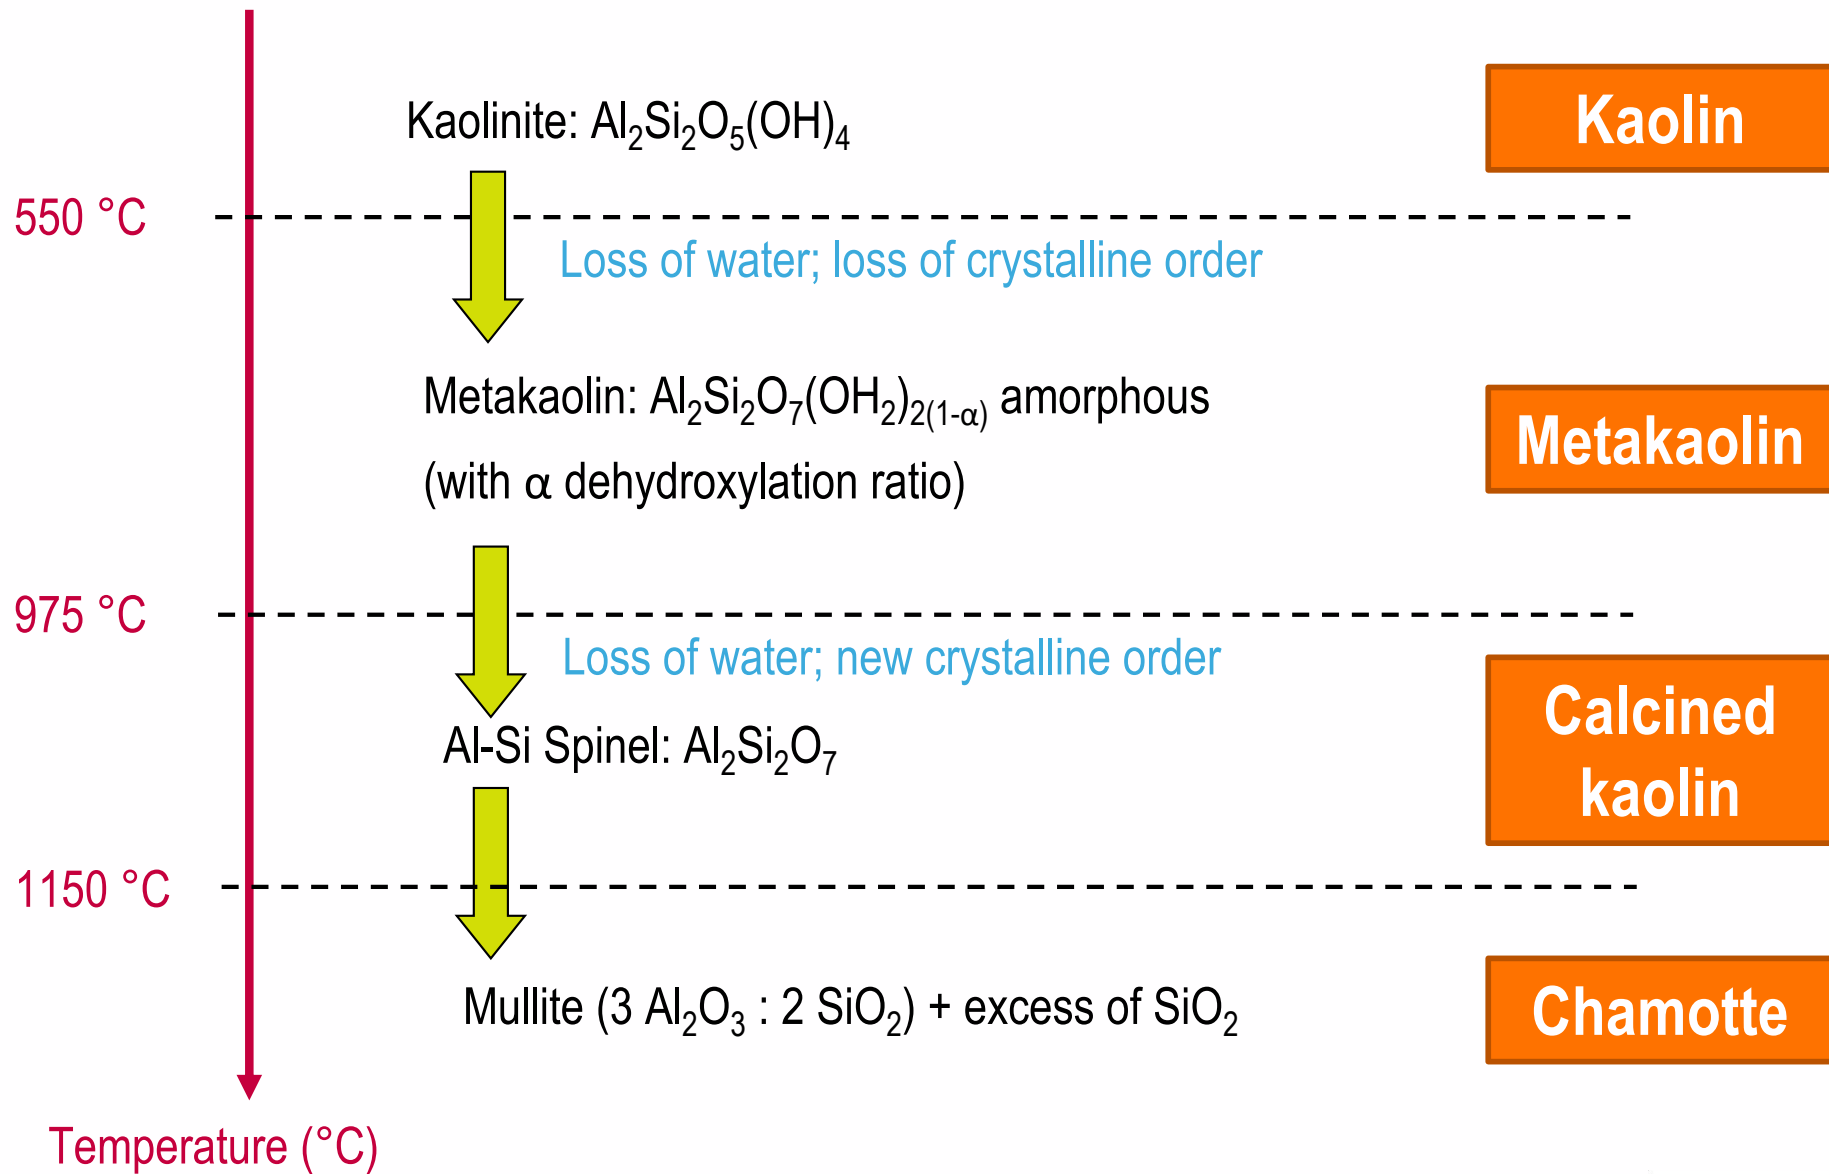 Kaolinite: Al₂Si₂O₅(OH)₄
Kaolin
550 °C
Loss of water; loss of crystalline order
Metakaolin: Al₂Si₂O₇(OH₂)₂₍₁₋α₎ amorphous
(with α dehydroxylation ratio)
Metakaolin
975 °C
Loss of water; new crystalline order
Al-Si Spinel: Al₂Si₂O₇
Calcined
kaolin
1150 °C
Mullite (3 Al₂O₃ : 2 SiO₂) + excess of SiO₂
Chamotte
Temperature (°C)